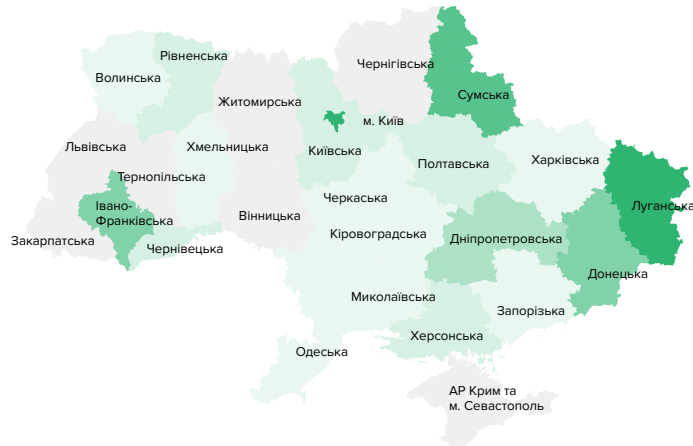 Рівненська
Волинська
Чернігівська
Житомирська
Сумська
м. Київ
Львівська
Хмельницька
Київська
Полтавська
Харківська
Тернопільська
Черкаська
Івано-
Франківська
Луганська
Вінницька
Кіровоградська
Дніпропетровська
Закарпатська
Чернівецька
Донецька
Миколаївська
Запорізька
Херсонська
Одеська
АР Крим та
м. Севастополь